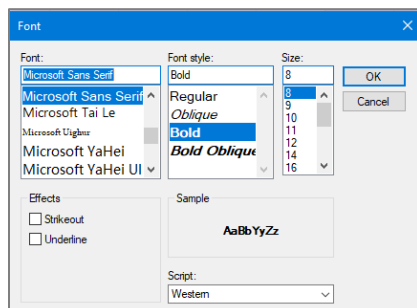 Font
Font: Font style: Size:
Microsoft Sans Serif Bold 8 OK
Microsoft Sans Serif Regular 8 Cancel
Microsoft Tai Le Oblique 9
Microsoft Uighur Bold 10
Microsoft YaHei Bold Oblique 11
Microsoft YaHei UI 12
14
16
Effects Sample
Strikeout AaBbYyZz
Underline
Script:
Western